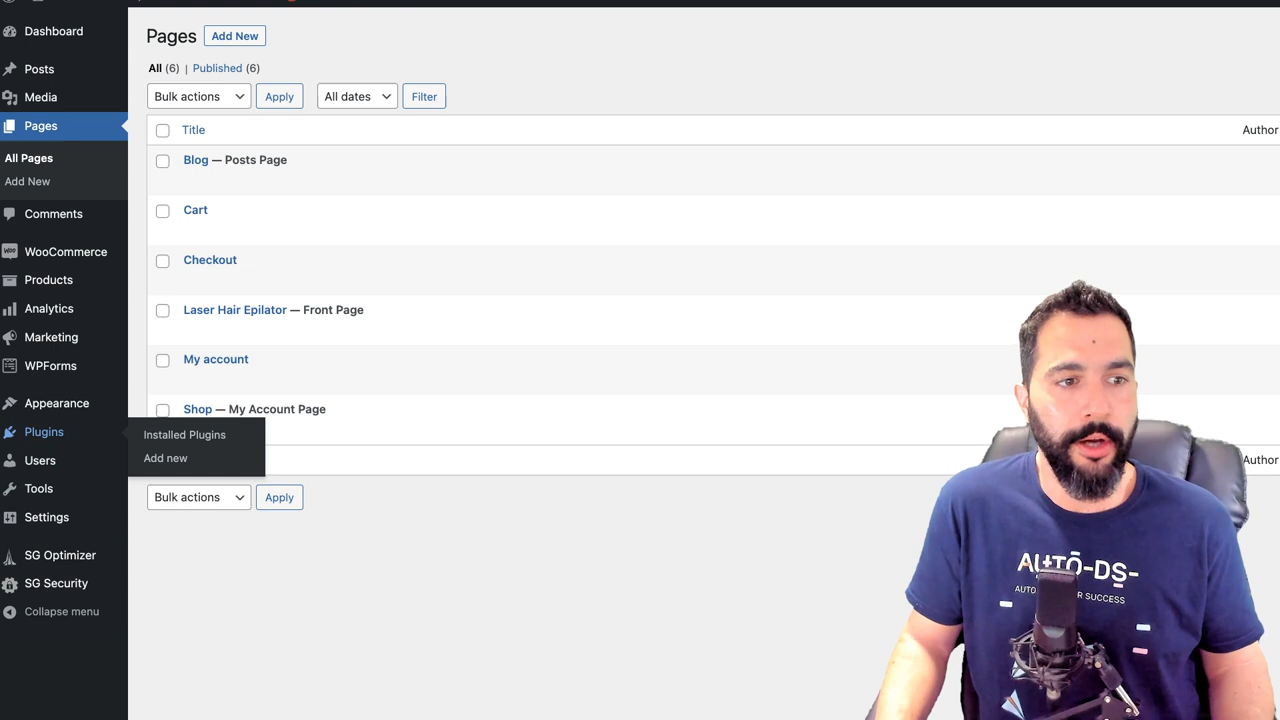 Dashboard
Posts
Media
Pages
All Pages
Add New
Comments
WooCommerce
Products
Analytics
Marketing
WPForms
Appearance
Plugins
Users
Tools
Settings
SG Optimizer
SG Security
Collapse menu
Installed Plugins
Add new
Pages Add New
All (6) | Published (6)
Bulk actions Apply All dates Filter
Title Author
Blog — Posts Page
Cart
Checkout
Laser Hair Epilator — Front Page
My account
Shop — My Account Page
Author
Bulk actions Apply
AUTO-DS-